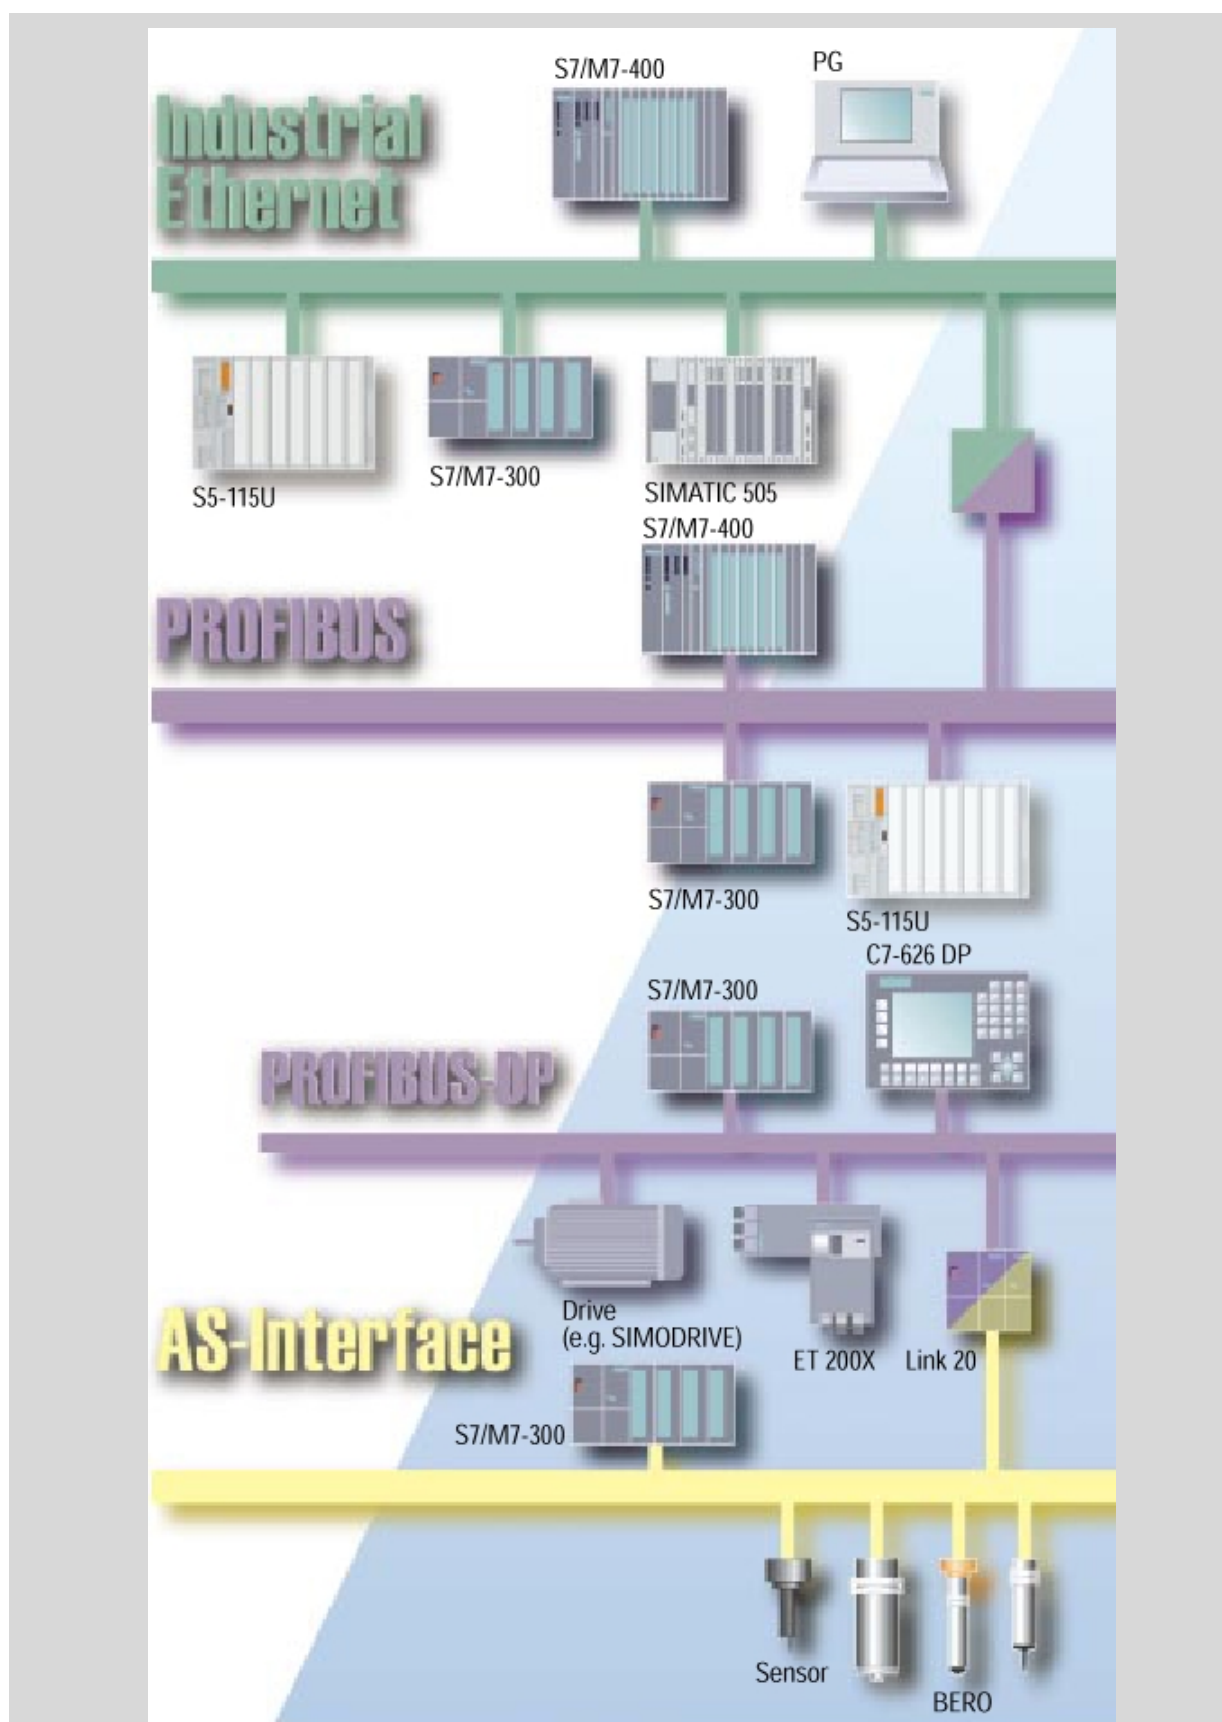 S7/M7-400
PG
Industrial
Ethernet
S5-115U
S7/M7-300
SIMATIC 505
S7/M7-400
PROFIBUS
S7/M7-300
S5-115U
C7-626 DP
S7/M7-300
PROFIBUS-DP
Drive
(e.g. SIMODRIVE)
ET 200X
Link 20
AS-Interface
S7/M7-300
Sensor
BERO